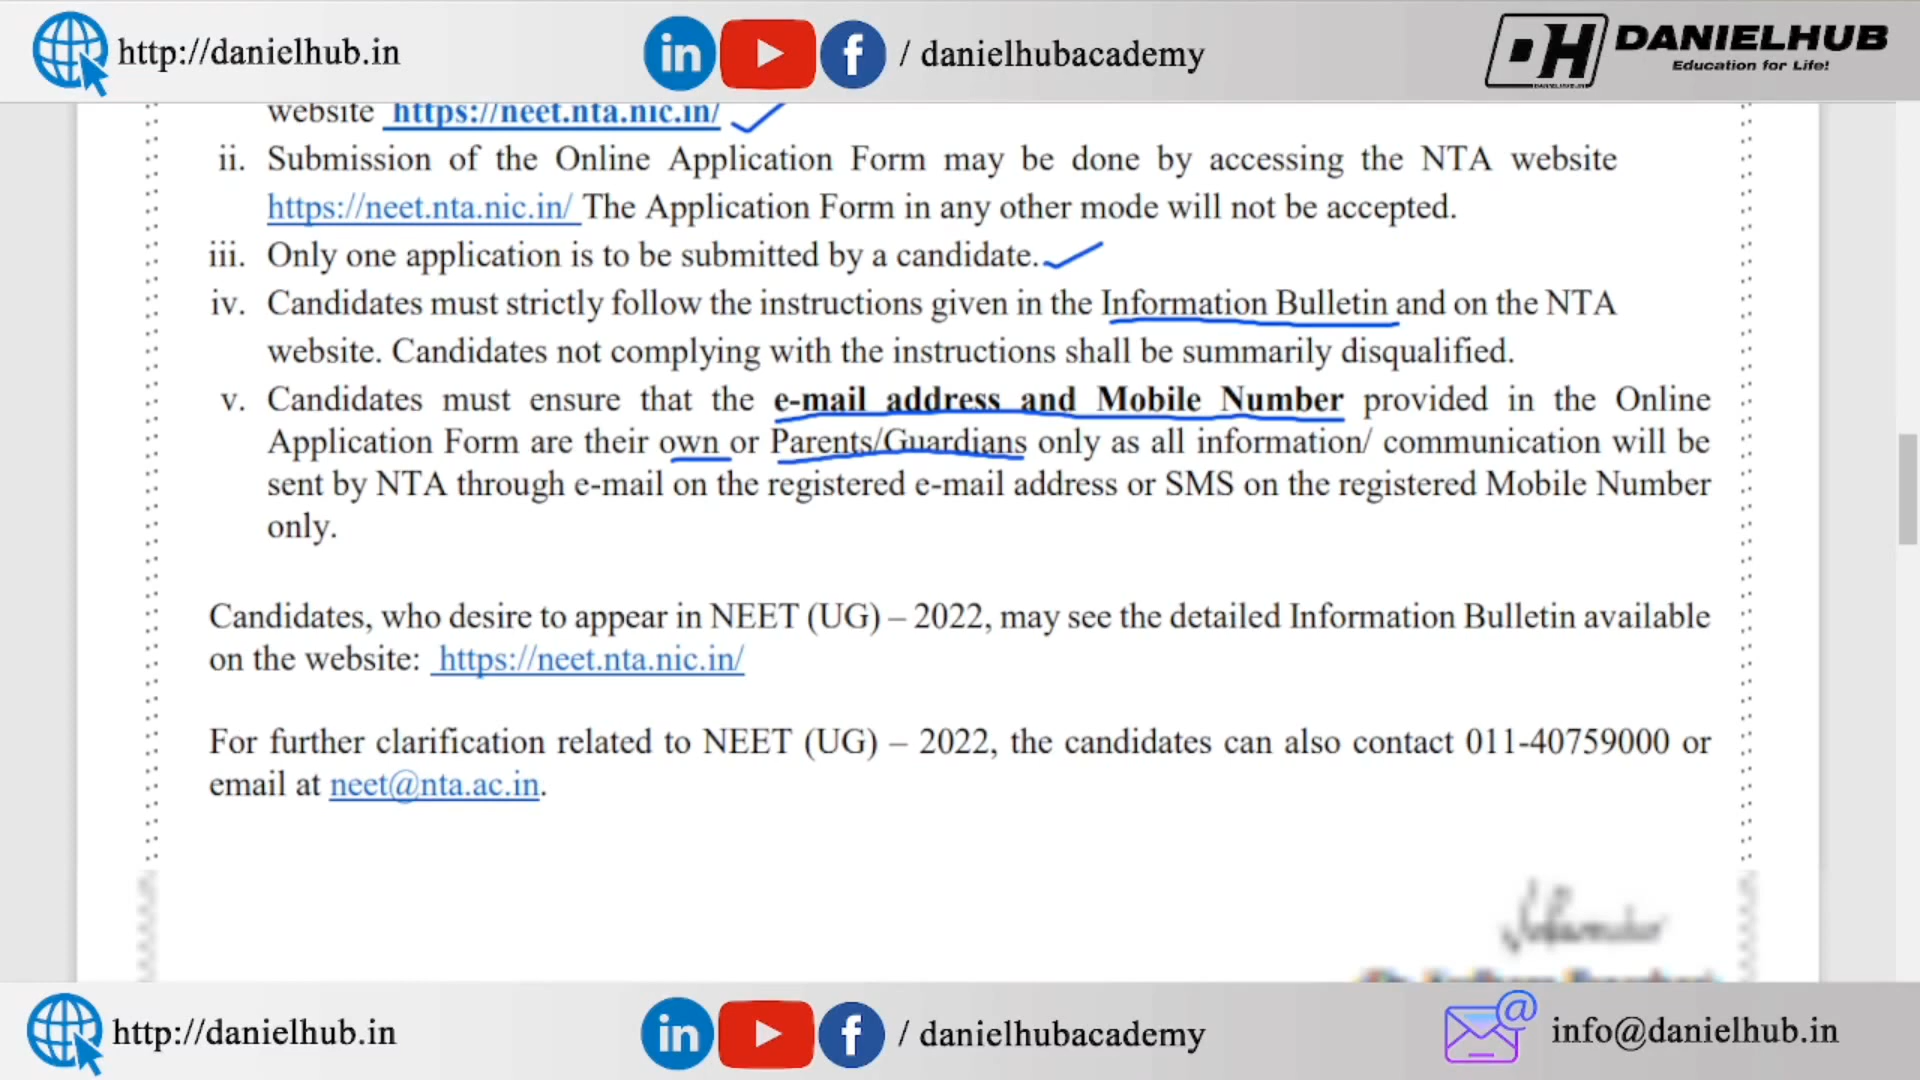 http://danielhub.in
in f / danielhubacademy
DH DANIELHUB
Education for Life!
DANIELHUB.IN
website https://neet.nta.nic.in/
ii. Submission of the Online Application Form may be done by accessing the NTA website
https://neet.nta.nic.in/ The Application Form in any other mode will not be accepted.
iii. Only one application is to be submitted by a candidate.
iv. Candidates must strictly follow the instructions given in the Information Bulletin and on the NTA
website. Candidates not complying with the instructions shall be summarily disqualified.
v. Candidates must ensure that the e-mail address and Mobile Number provided in the Online
Application Form are their own or Parents/Guardians only as all information/ communication will be
sent by NTA through e-mail on the registered e-mail address or SMS on the registered Mobile Number
only.
Candidates, who desire to appear in NEET (UG) – 2022, may see the detailed Information Bulletin available
on the website: https://neet.nta.nic.in/
For further clarification related to NEET (UG) – 2022, the candidates can also contact 011-40759000 or
email at neet@nta.ac.in.
http://danielhub.in
in f / danielhubacademy
@ info@danielhub.in